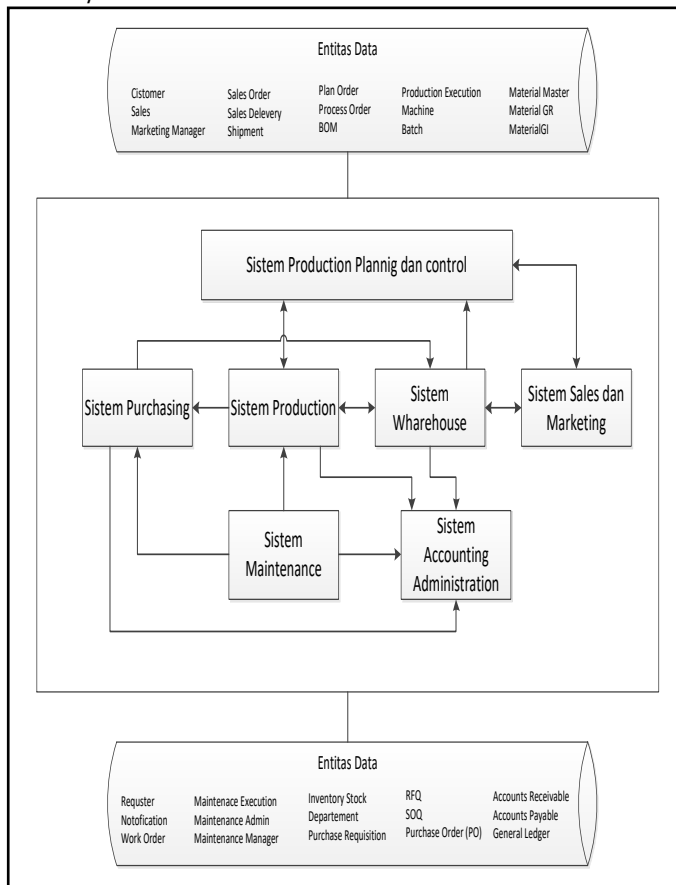 Entitas Data
Cistomer
Sales
Marketing Manager
Sales Order
Sales Delevery
Shipment
Plan Order
Process Order
BOM
Production Execution
Machine
Batch
Material Master
Material GR
MaterialGI
Sistem Production Plannig dan control
Sistem Purchasing
Sistem Production
Sistem
Wharehouse
Sistem Sales dan
Marketing
Sistem
Maintenance
Sistem
Accounting
Administration
Entitas Data
Requster
Notofication
Work Order
Maintenace Execution
Maintenance Admin
Maintenance Manager
Inventory Stock
Departement
Purchase Requisition
RFQ
SOQ
Purchase Order (PO)
Accounts Receivable
Accounts Payable
General Ledger